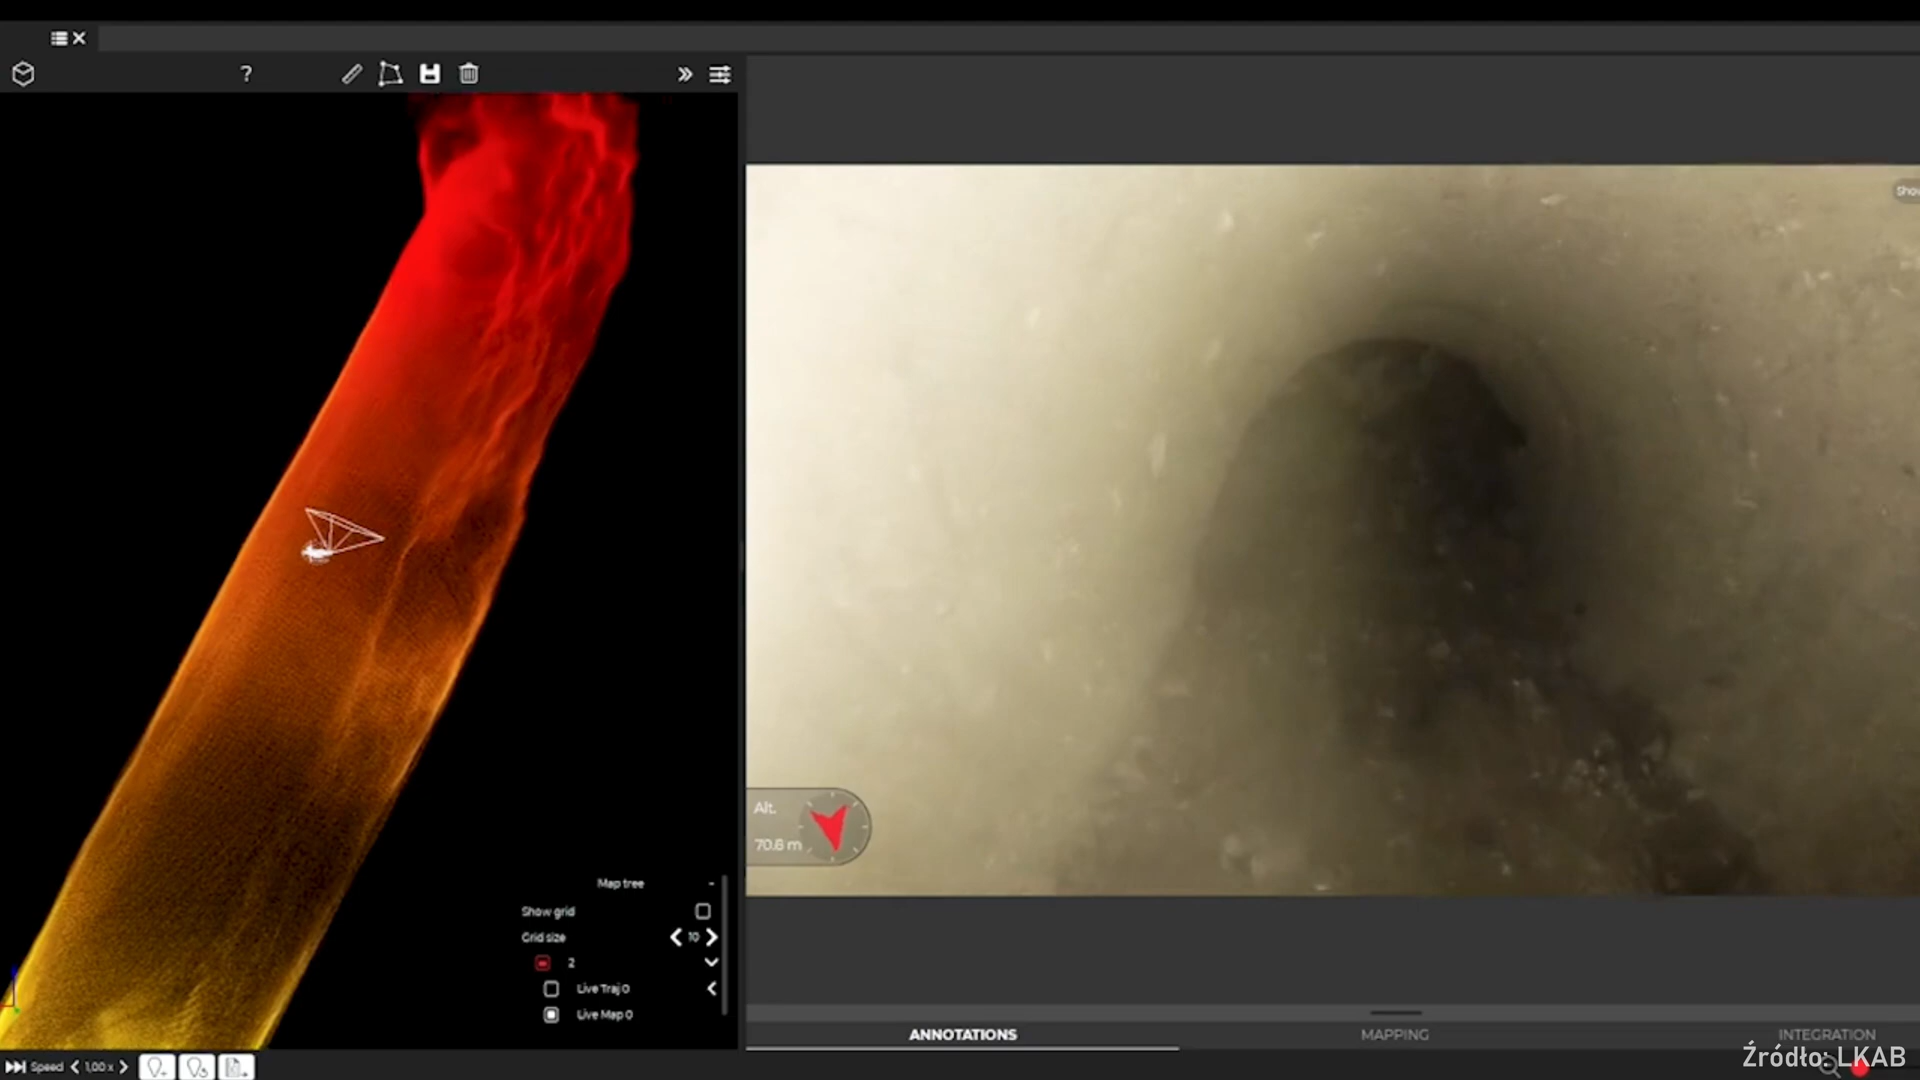 ?
Show
Alt.
70.6 m
Map tree
-
Show grid
Grid size
10
2
Live Traj 0
Live Map 0
ANNOTATIONS
MAPPING
INTEGRATION
Speed
1,00 x
Źródło: LKAB